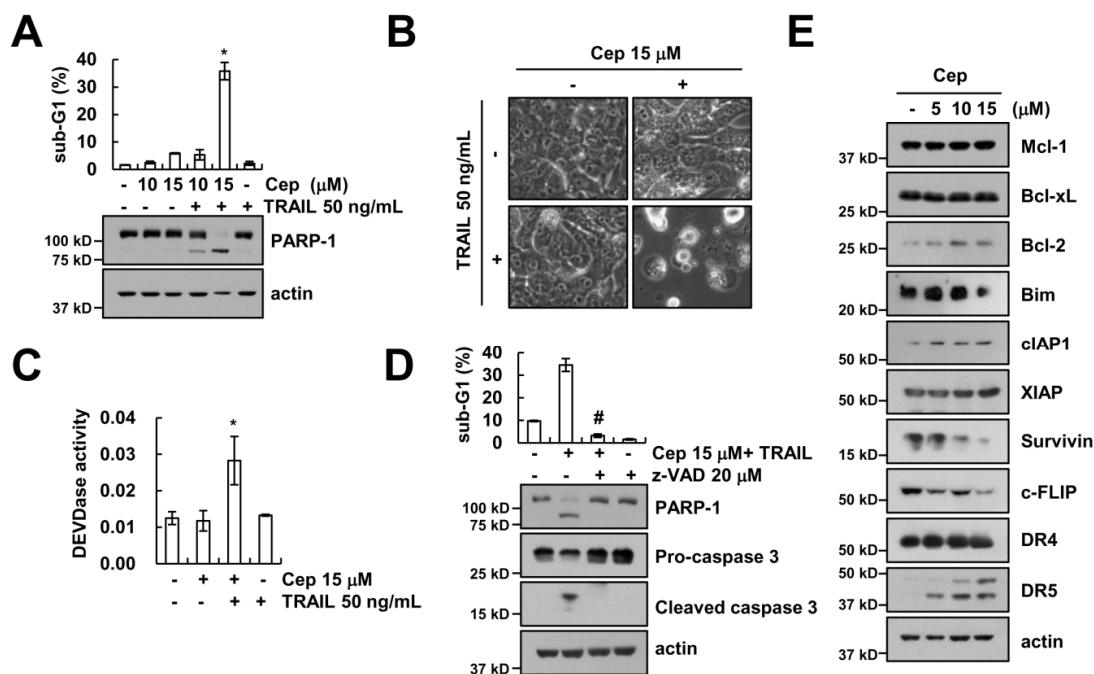 A
sub-G1 (%)
40
30
20
10
0
*
- 10 15 10 15 - Cep (μM)
- - - + + + TRAIL 50 ng/mL
100 kD
75 kD
PARP-1
37 kD
actin
B
Cep 15 μM
- +
TRAIL 50 ng/mL
-
+
C
DEVDase activity
0.04
0.03
0.02
0.01
0.00
*
- + + - Cep 15 μM
- - + + TRAIL 50 ng/mL
D
sub-G1 (%)
40
30
20
10
0
#
- + + - Cep 15 μM+ TRAIL
- - + + z-VAD 20 μM
100 kD
75 kD
PARP-1
Pro-caspase 3
25 kD
Cleaved caspase 3
15 kD
actin
37 kD
E
Cep
- 5 10 15 (μM)
Mcl-1
37 kD
Bcl-xL
25 kD
Bcl-2
25 kD
Bim
20 kD
cIAP1
50 kD
XIAP
50 kD
Survivin
15 kD
c-FLIP
50 kD
DR4
50 kD
50 kD
DR5
37 kD
actin
37 kD